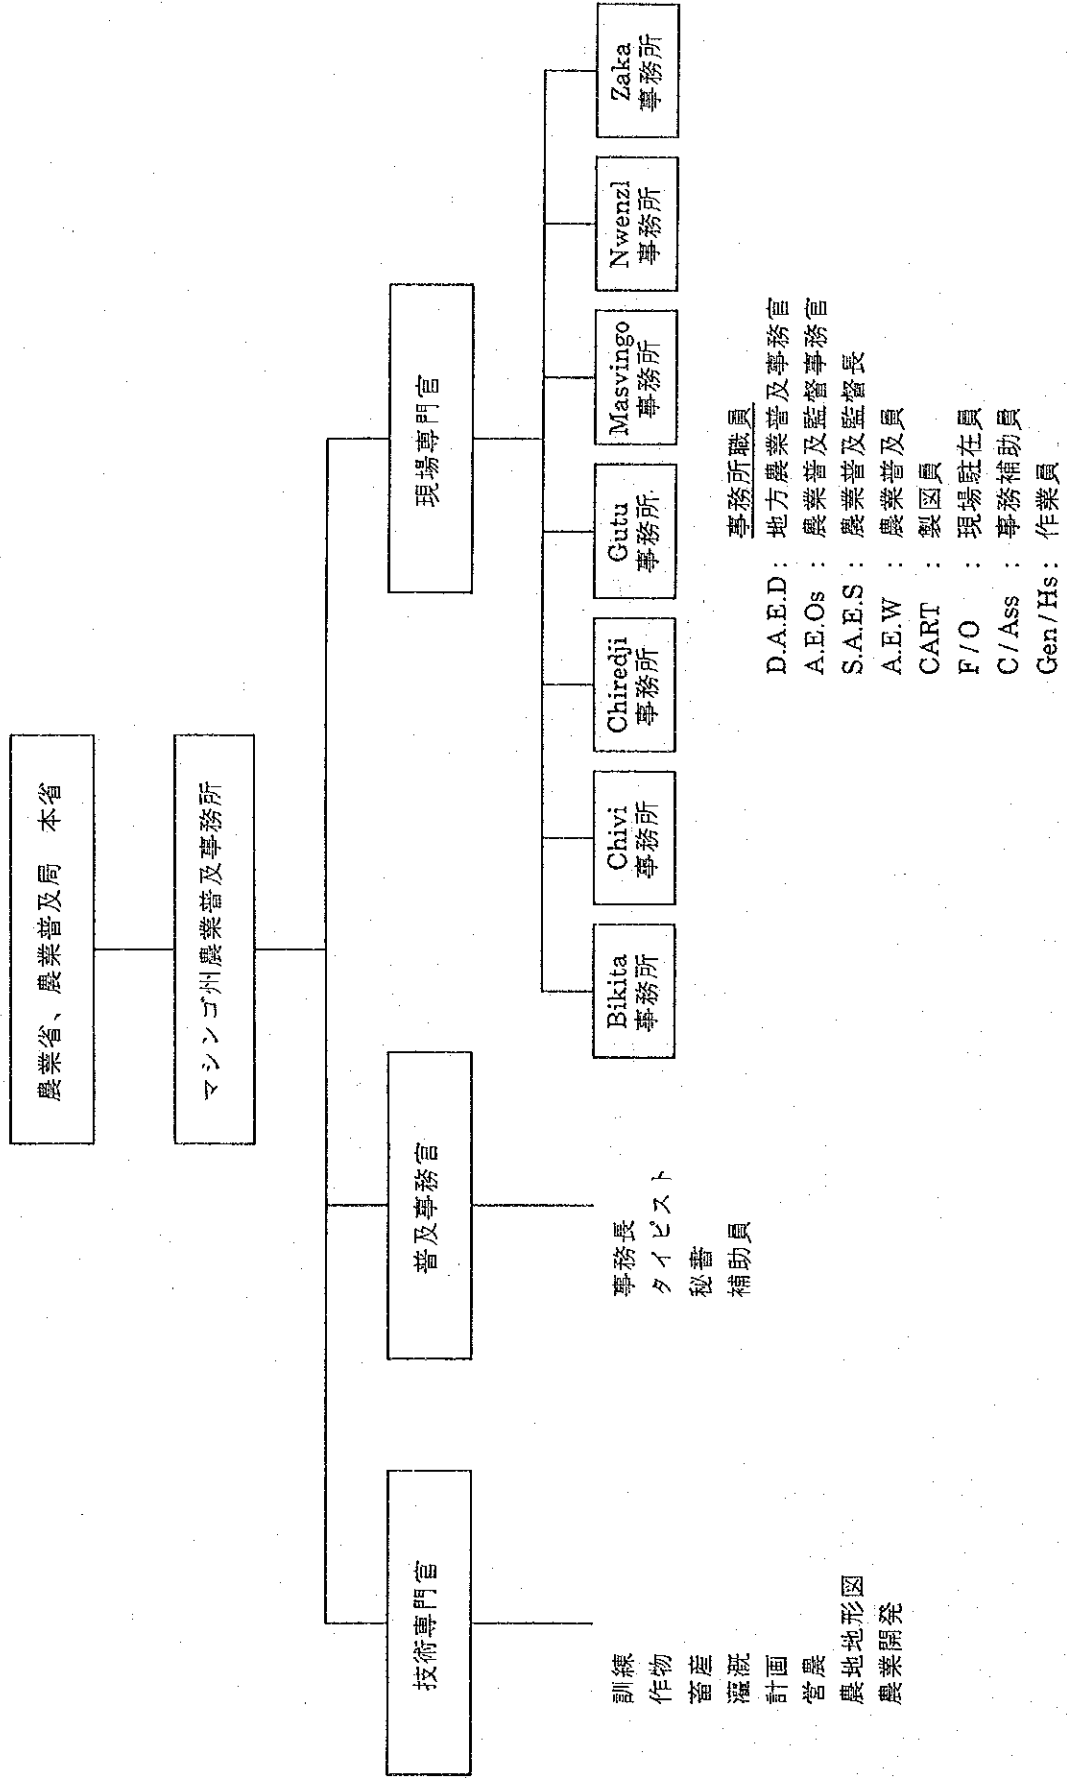 農業省、農業普及局 本省
マシンゴ州農業普及事務所
技術専門官
普及事務官
現場専門官
訓練
作物
畜産
灌漑
計画
営農
農地地形図
農業開発
事務長
タイピスト
秘書
補助員
Bikita
事務所
Chivi
事務所
Chiredji
事務所
Gutu
事務所
Masvingo
事務所
Nwenzl
事務所
Zaka
事務所
事務所職員
D.A.E.D : 地方農業普及事務官
A.E.Os : 農業普及監督事務官
S.A.E.S : 農業普及監督長
A.E.W : 農業普及員
CART : 製図員
F/O : 現場駐在員
C/Ass : 事務補助員
Gen/Hs : 作業員